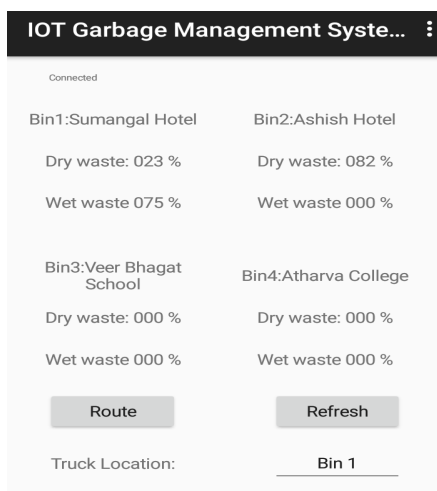 IOT Garbage Management Syste...
Connected
Bin1:Sumangal Hotel
Dry waste: 023 %
Wet waste 075 %
Bin2:Ashish Hotel
Dry waste: 082 %
Wet waste 000 %
Bin3:Veer Bhagat
School
Dry waste: 000 %
Wet waste 000 %
Bin4:Atharva College
Dry waste: 000 %
Wet waste 000 %
Route
Refresh
Truck Location:
Bin 1